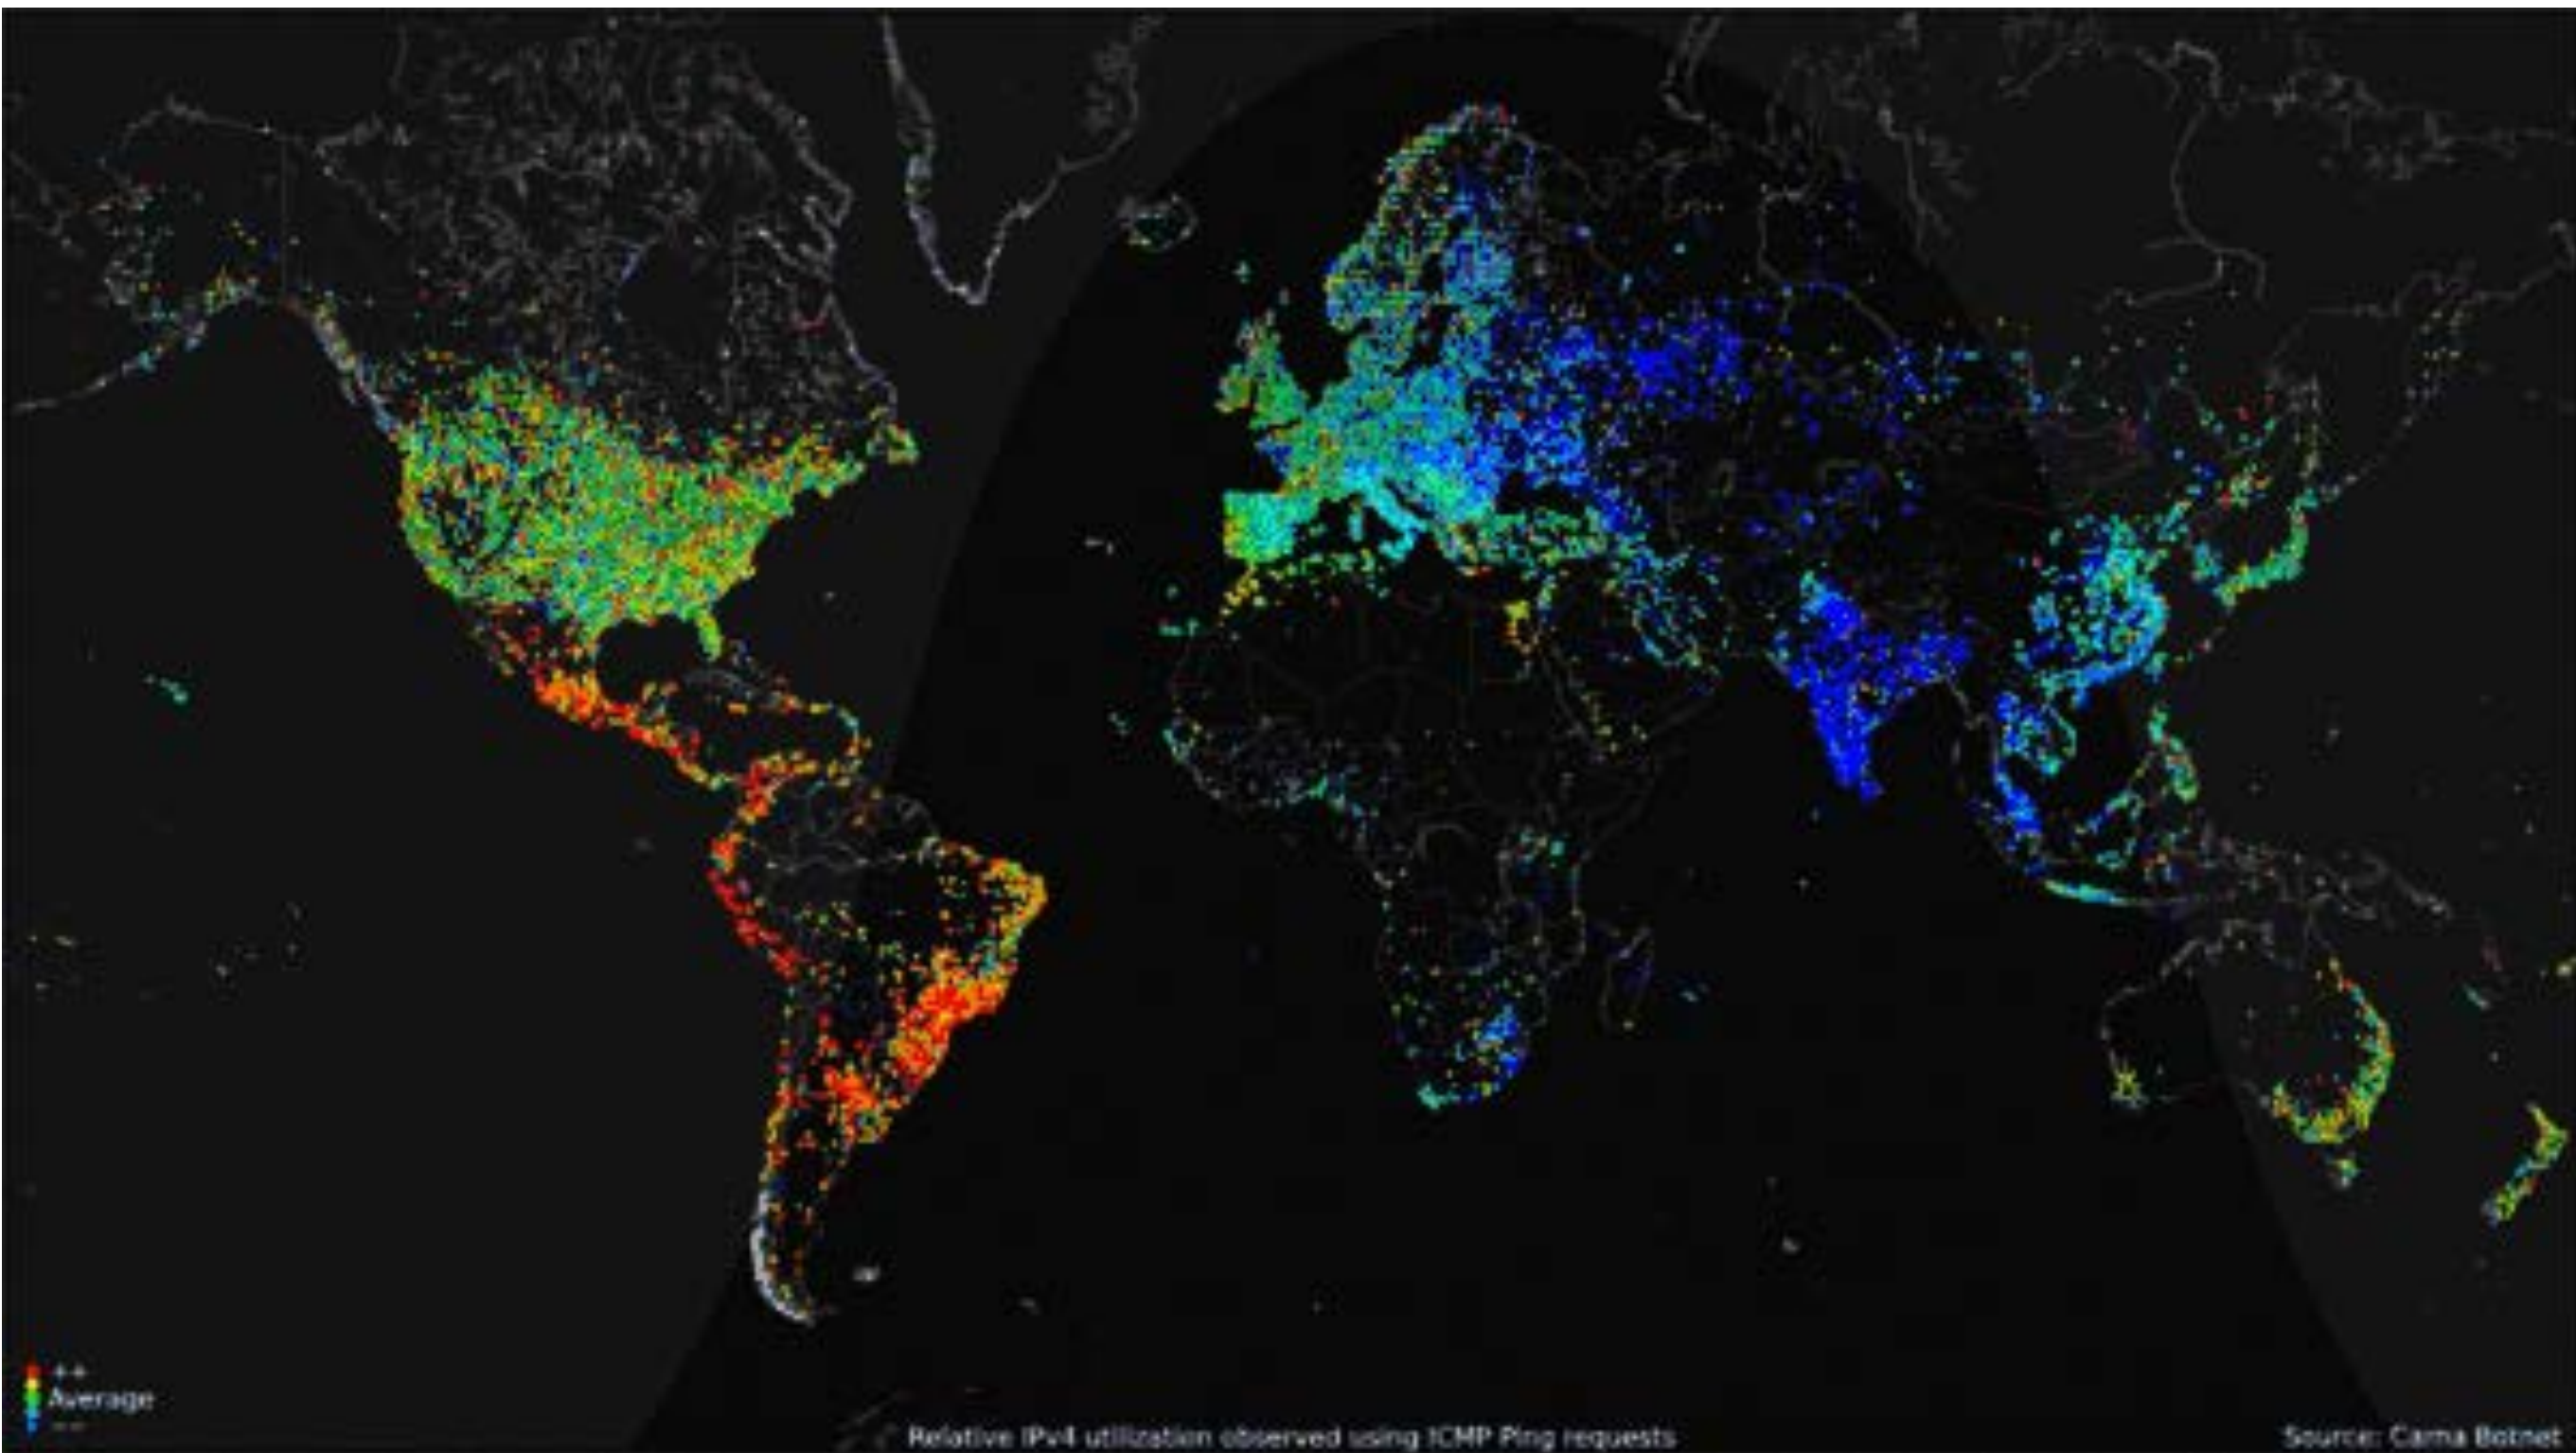 ++
Average
--
Relative IPv4 utilization observed using ICMP Ping requests
Source: Carna Botnet